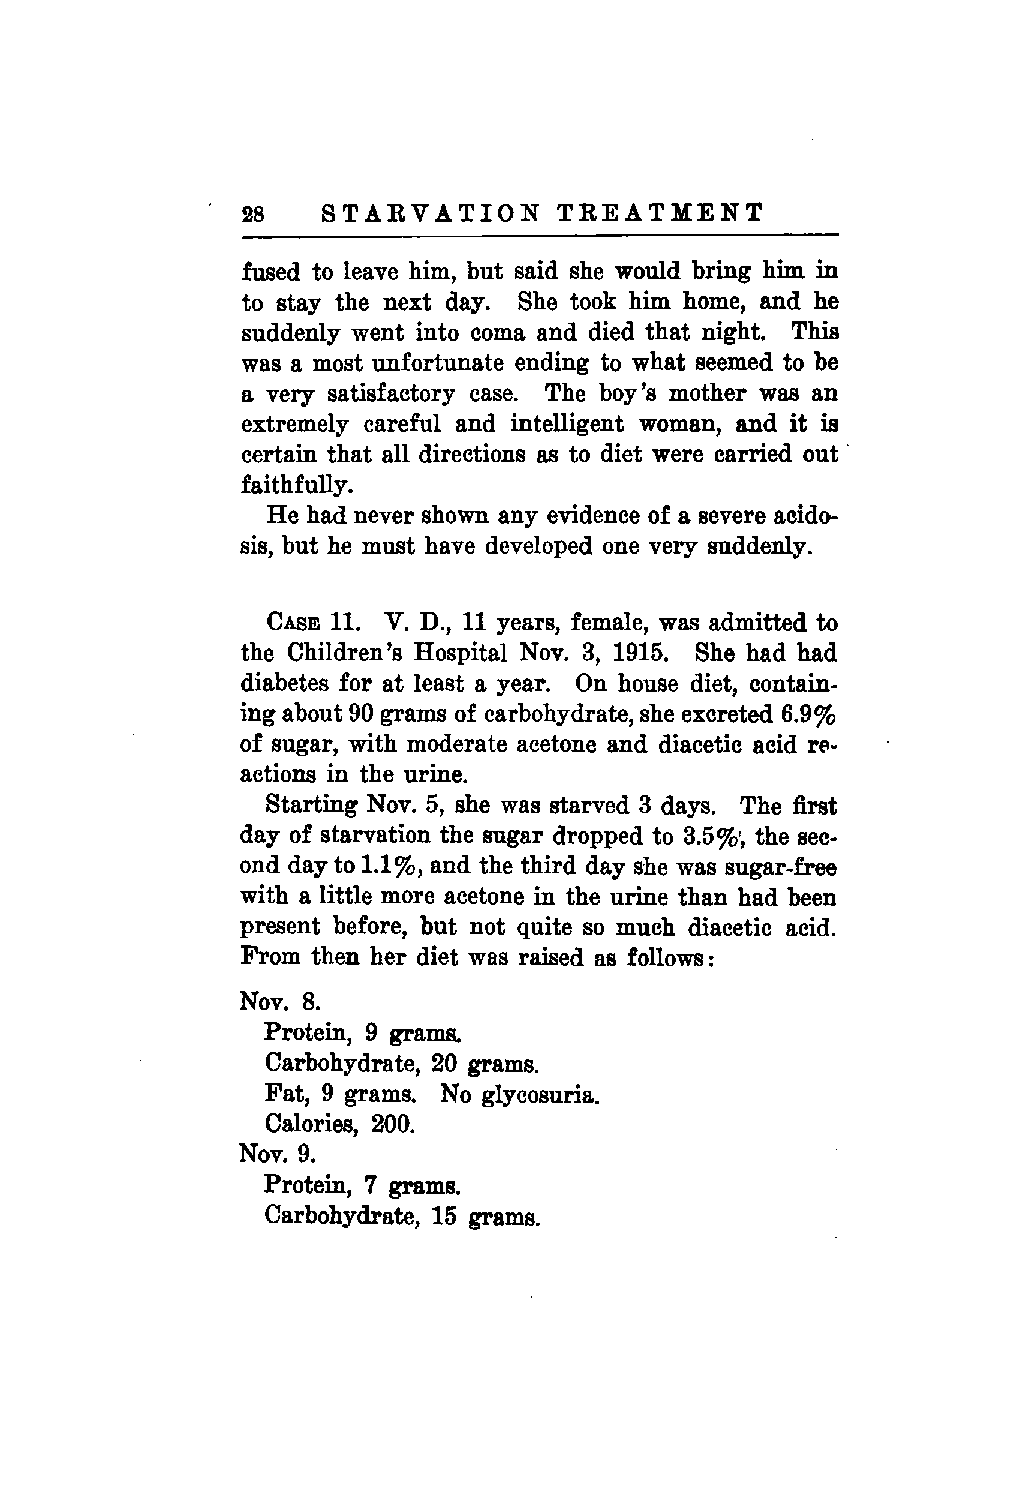 28 STARVATION TREATMENT
fused to leave him, but said she would bring him in
to stay the next day. She took him home, and he
suddenly went into coma and died that night. This
was a most unfortunate ending to what seemed to be
a very satisfactory case. The boy's mother was an
extremely careful and intelligent woman, and it is
certain that all directions as to diet were carried out
faithfully.
He had never shown any evidence of a severe acido-
sis, but he must have developed one very suddenly.
CASE 11. V. D., 11 years, female, was admitted to
the Children's Hospital Nov. 3, 1915. She had had
diabetes for at least a year. On house diet, contain-
ing about 90 grams of carbohydrate, she excreted 6.9%
of sugar, with moderate acetone and diacetic acid re-
actions in the urine.
Starting Nov. 5, she was starved 3 days. The first
day of starvation the sugar dropped to 3.5%, the sec-
ond day to 1.1%, and the third day she was sugar-free
with a little more acetone in the urine than had been
present before, but not quite so much diacetic acid.
From then her diet was raised as follows:
Nov. 8.
Protein, 9 grams.
Carbohydrate, 20 grams.
Fat, 9 grams. No glycosuria.
Calories, 200.
Nov. 9.
Protein, 7 grams.
Carbohydrate, 15 grams.